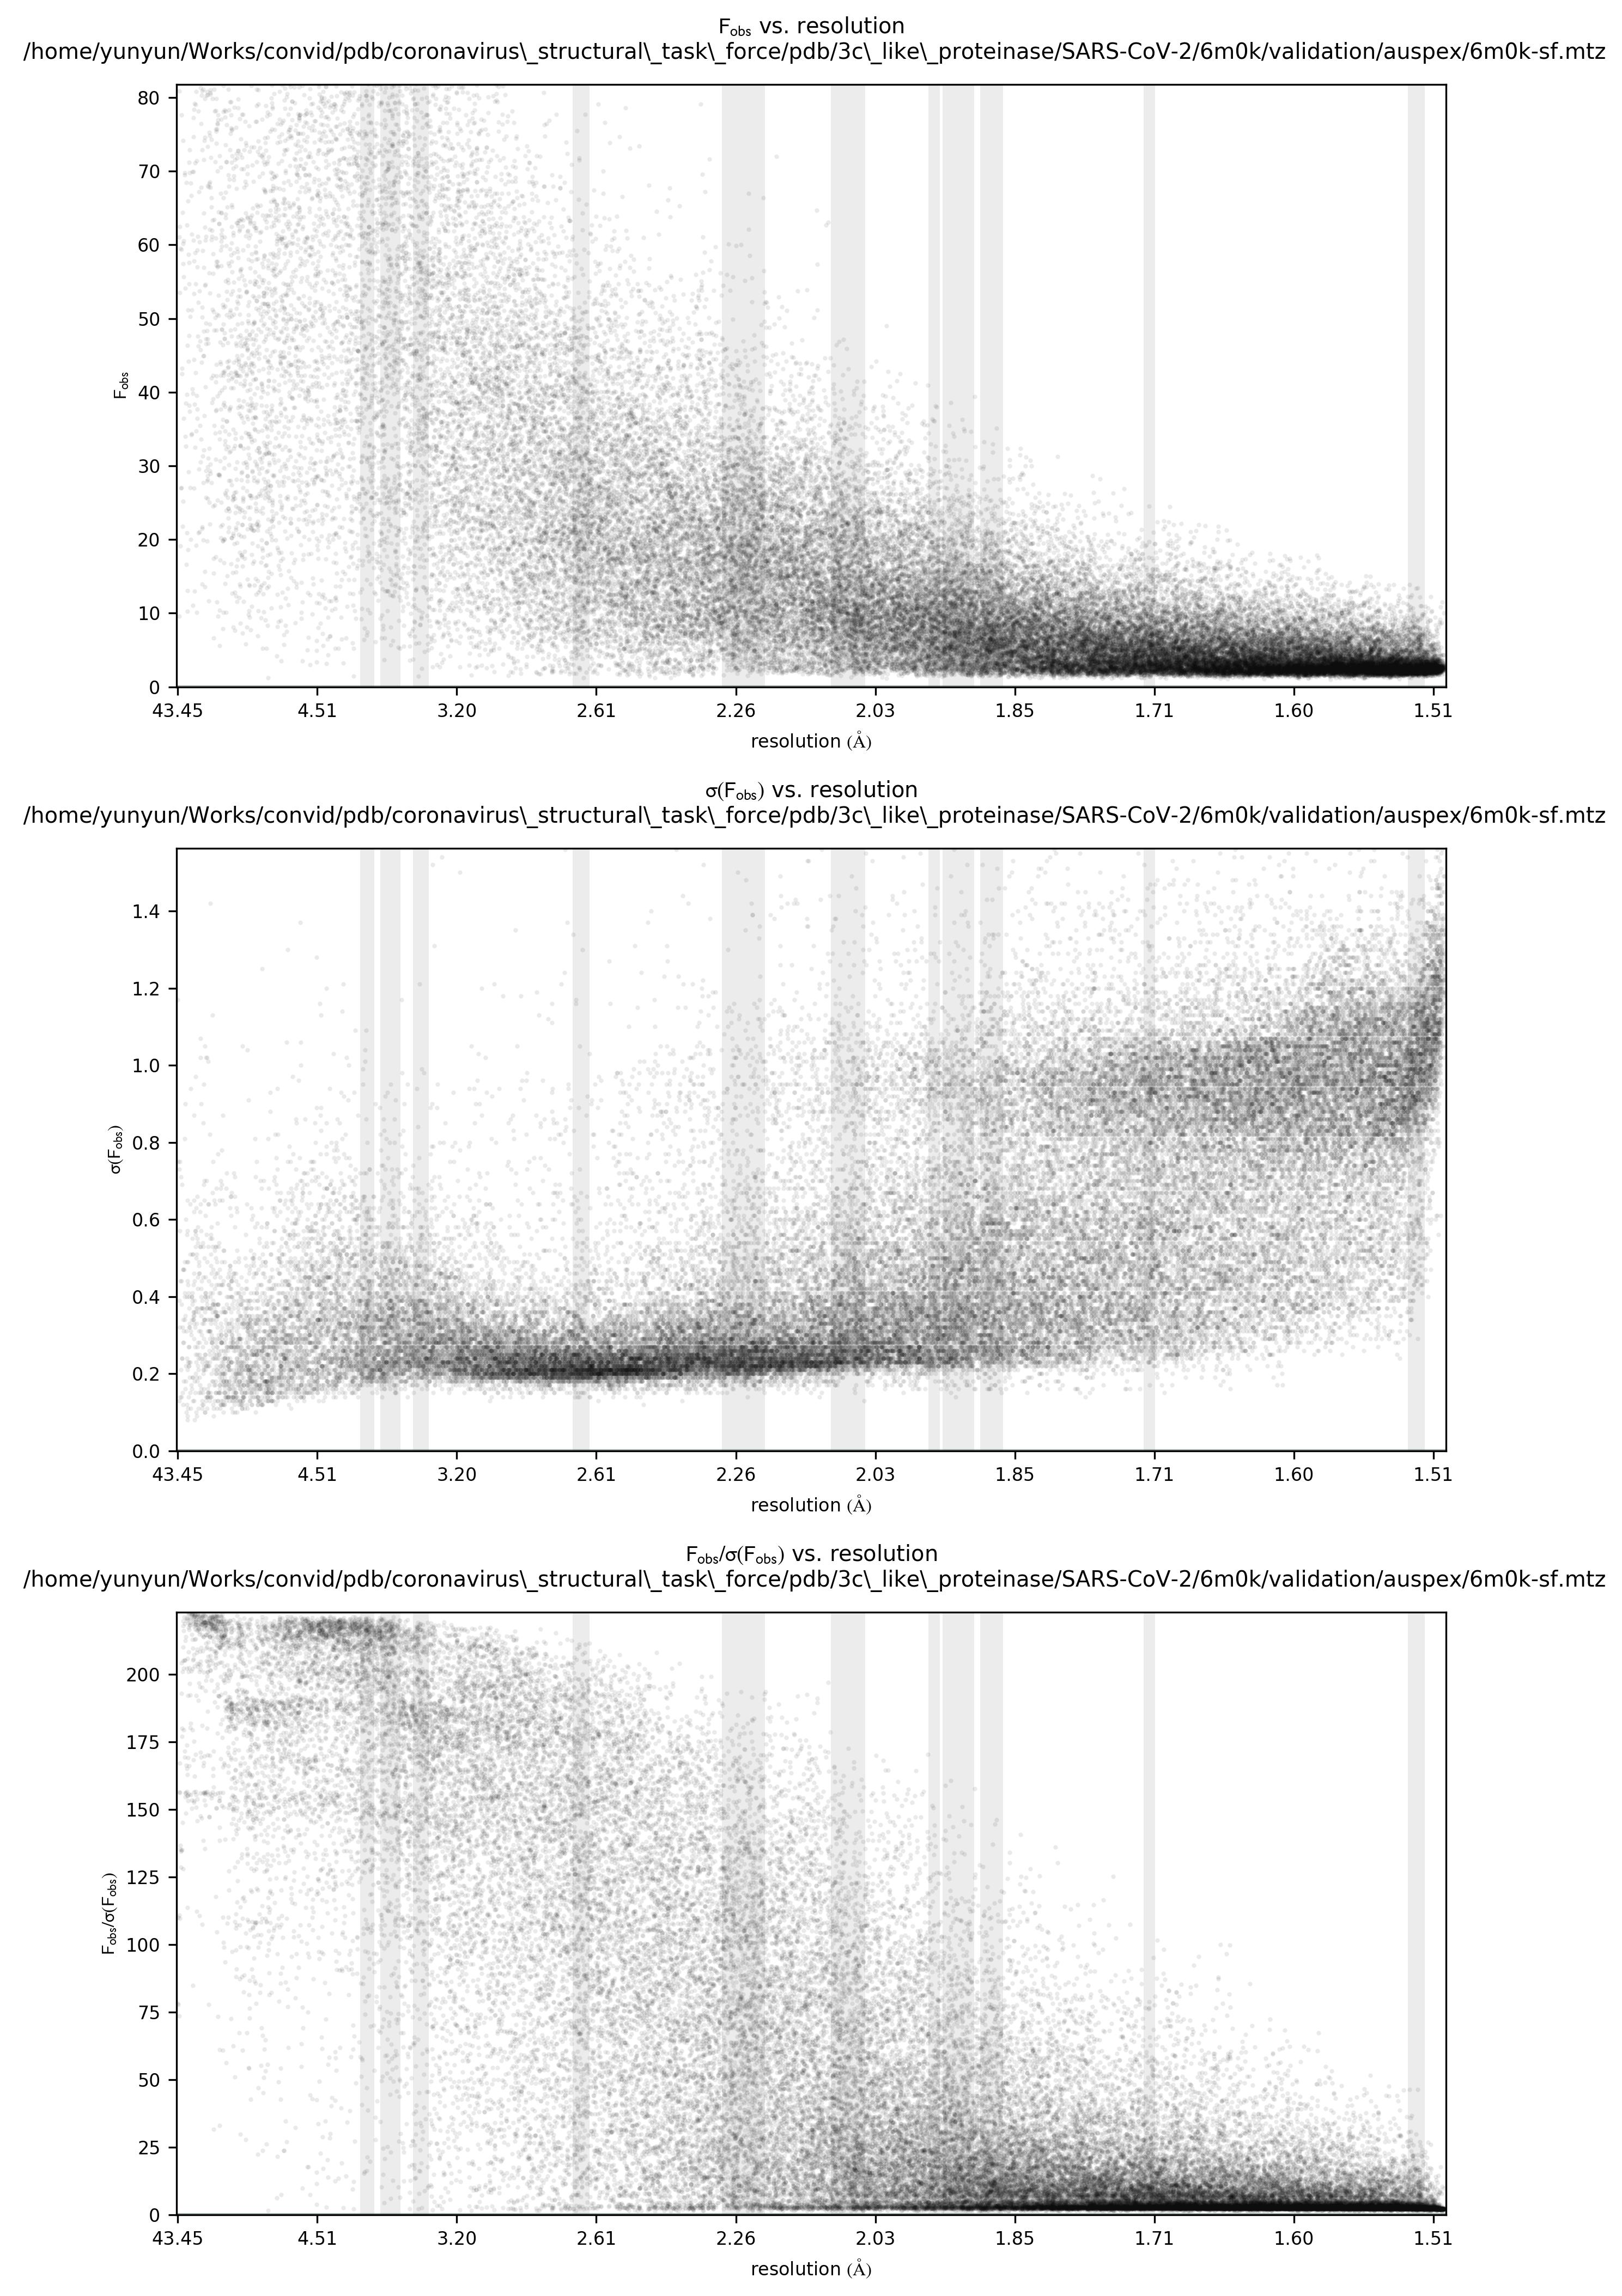 Fobs vs. resolution
/home/yunyun/Works/convid/pdb/coronavirus\_structural\_task\_force/pdb/3c\_like\_proteinase/SARS-CoV-2/6m0k/validation/auspex/6m0k-sf.mtz
80
70
60
50
40
30
20
10
0
Fobs
43.45 4.51 3.20 2.61 2.26 2.03 1.85 1.71 1.60 1.51
resolution (Å)
σ(Fobs) vs. resolution
/home/yunyun/Works/convid/pdb/coronavirus\_structural\_task\_force/pdb/3c\_like\_proteinase/SARS-CoV-2/6m0k/validation/auspex/6m0k-sf.mtz
1.4
1.2
1.0
0.8
0.6
0.4
0.2
0.0
σ(Fobs)
43.45 4.51 3.20 2.61 2.26 2.03 1.85 1.71 1.60 1.51
resolution (Å)
Fobs/σ(Fobs) vs. resolution
/home/yunyun/Works/convid/pdb/coronavirus\_structural\_task\_force/pdb/3c\_like\_proteinase/SARS-CoV-2/6m0k/validation/auspex/6m0k-sf.mtz
200
175
150
125
100
75
50
25
0
Fobs/σ(Fobs)
43.45 4.51 3.20 2.61 2.26 2.03 1.85 1.71 1.60 1.51
resolution (Å)